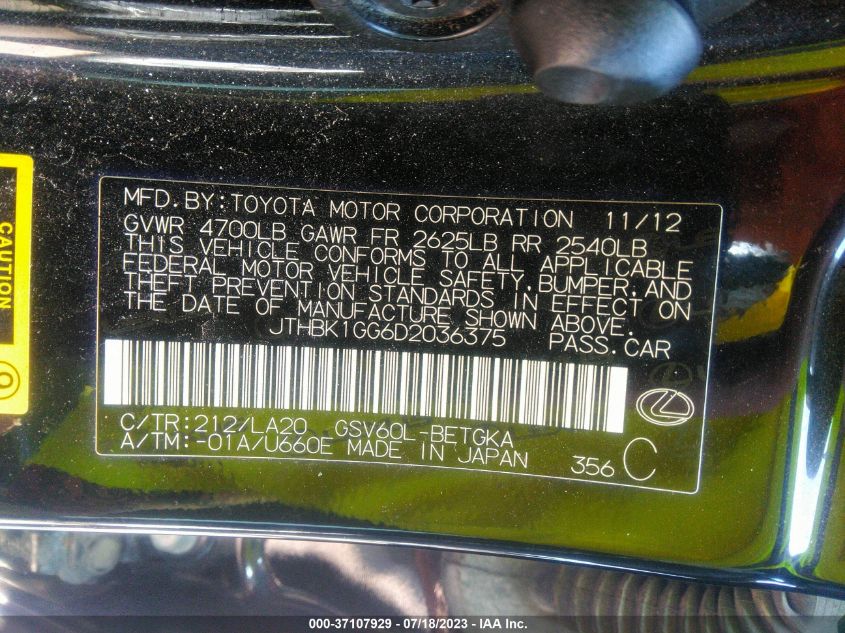 MFD. BY: TOYOTA MOTOR CORPORATION 11/12
GVWR 4700LB GAWR FR 2625LB RR 2540LB
THIS VEHICLE CONFORMS TO ALL APPLICABLE
FEDERAL MOTOR VEHICLE SAFETY, BUMPER, AND
THEFT PREVENTION STANDARDS IN EFFECT ON
THE DATE OF MANUFACTURE SHOWN ABOVE.
JTHBK1GG6D2036375 PASS.CAR
C/TR:212/LA20 GSV60L-BETGKA
A/TM:-01A/U660E MADE IN JAPAN 356 C
CAUTION
000-37107929 - 07/18/2023 - IAA Inc.